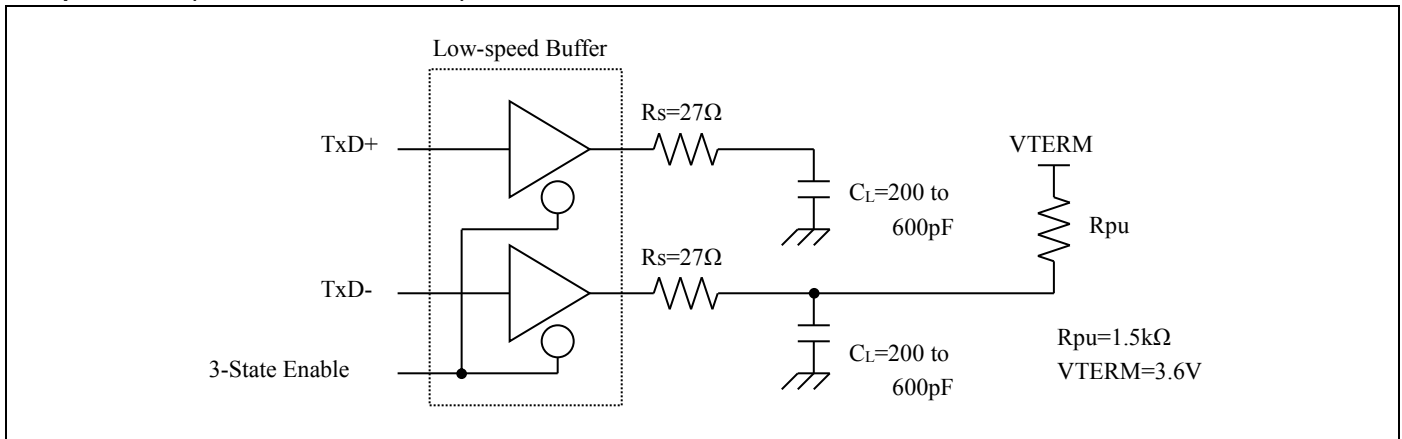 Low-speed Buffer
TxD+
Rs=27Ω
VTERM
CL=200 to
600pF
Rpu
TxD-
Rs=27Ω
CL=200 to
600pF
Rpu=1.5kΩ
VTERM=3.6V
3-State Enable